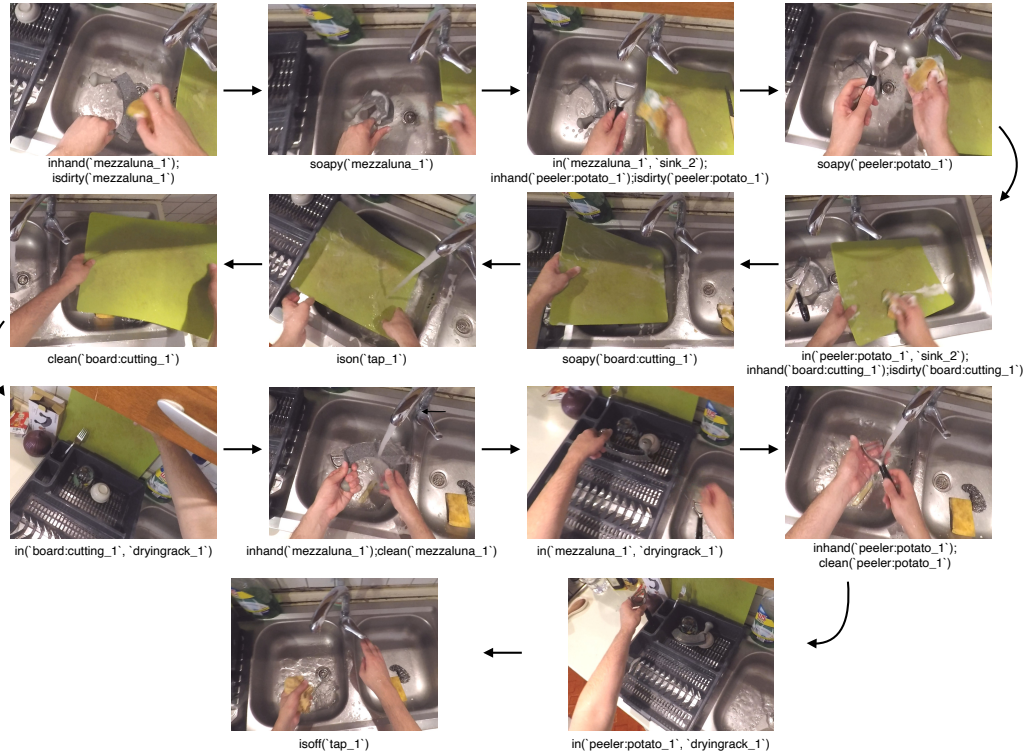 inhand(`mezzaluna_1`);
isdirty(`mezzaluna_1`)
soapy(`mezzaluna_1`)
in(`mezzaluna_1`, `sink_2`);
inhand(`peeler:potato_1`);isdirty(`peeler:potato_1`)
soapy(`peeler:potato_1`)
in(`peeler:potato_1`, `sink_2`);
inhand(`board:cutting_1`);isdirty(`board:cutting_1`)
soapy(`board:cutting_1`)
ison(`tap_1`)
clean(`board:cutting_1`)
in(`board:cutting_1`, `dryingrack_1`)
inhand(`mezzaluna_1`);clean(`mezzaluna_1`)
in(`mezzaluna_1`, `dryingrack_1`)
inhand(`peeler:potato_1`);
clean(`peeler:potato_1`)
in(`peeler:potato_1`, `dryingrack_1`)
isoff(`tap_1`)